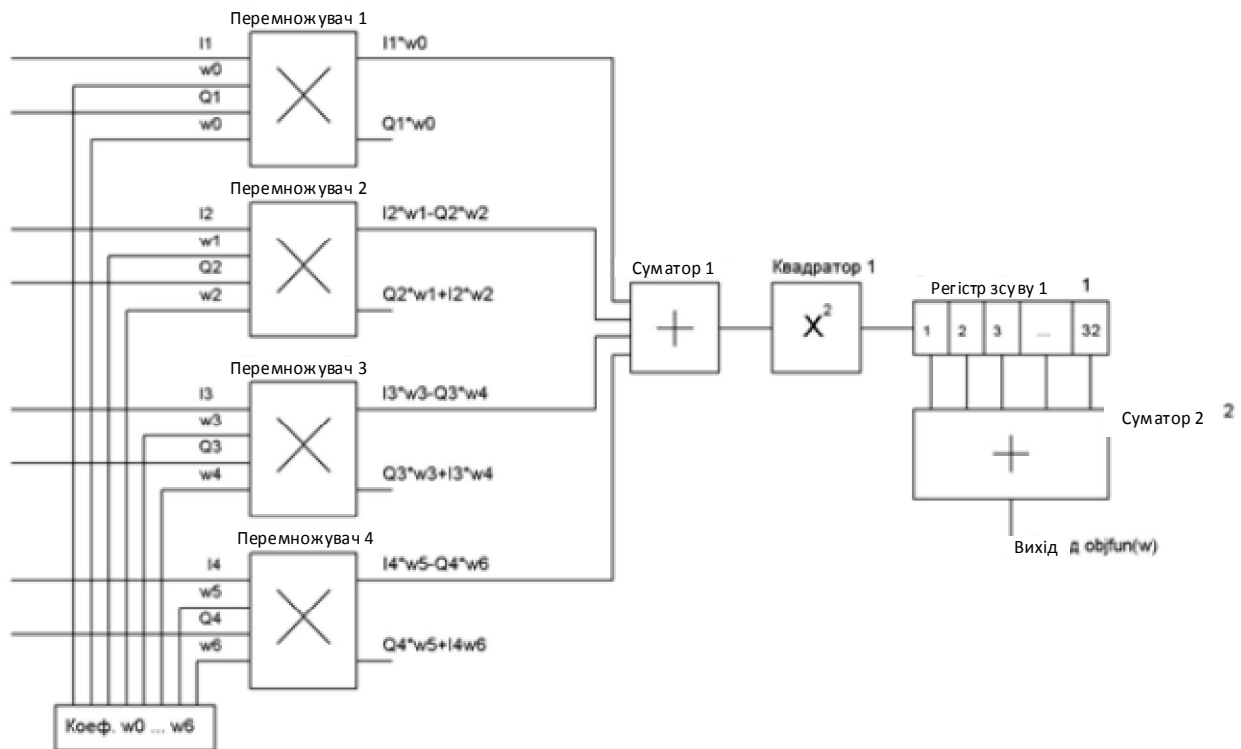 Перемножувач 1
I1
w0
Q1
w0
I1*w0
Q1*w0
Перемножувач 2
I2
w1
Q2
w2
I2*w1-Q2*w2
Q2*w1+I2*w2
Перемножувач 3
I3
w3
Q3
w4
I3*w3-Q3*w4
Q3*w3+I3*w4
Перемножувач 4
I4
w5
Q4
w6
I4*w5-Q4*w6
Q4*w5+I4w6
Коеф. w0 ... w6
Суматор 1
+
Квадратор 1
X²
Регістр зсуву 1 1
1 2 3 ... 32
Суматор 2 2
+
Вихід д objfun(w)